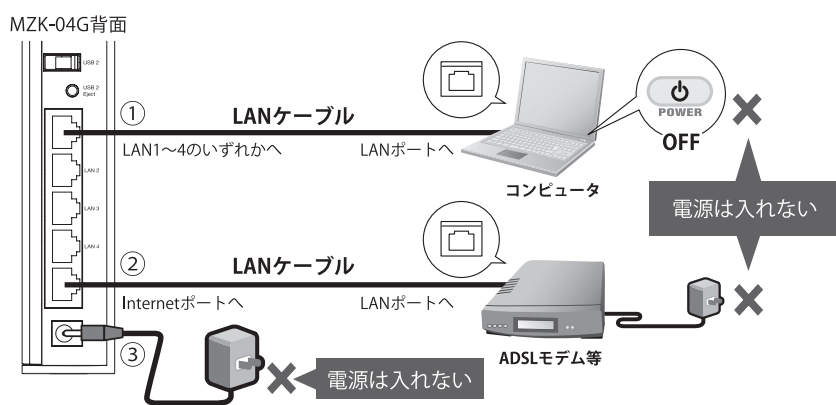 MZK-04G背面
USB 2
USB 2
Eject
① LANケーブル
LAN1〜4のいずれかへ LANポートへ
POWER
OFF
コンピュータ
電源は入れない
LAN 2
LAN 3
LAN 4
② LANケーブル
Internetポートへ LANポートへ
ADSLモデム等
③
電源は入れない